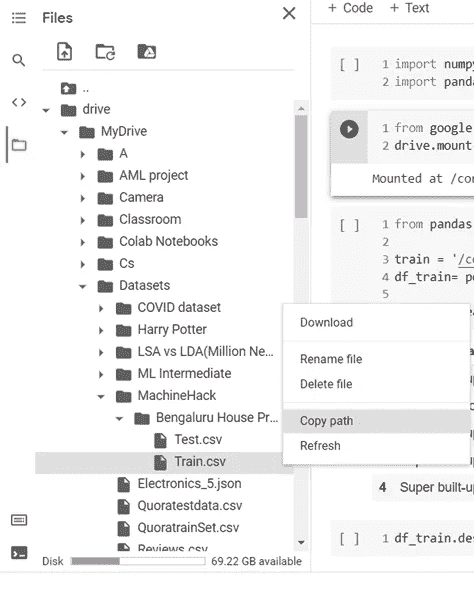 Files
+ Code + Text
..
drive
MyDrive
A
AML project
Camera
Classroom
Colab Notebooks
Cs
Datasets
COVID dataset
Harry Potter
LSA vs LDA(Million Ne...
ML Intermediate
MachineHack
Bengaluru House Pr...
Test.csv
Train.csv
Electronics_5.json
Quoratestdata.csv
QuoratrainSet.csv
Reviews.csv
Disk 69.22 GB available
[ ] 1 import numpy
2 import panda
1 from google
2 drive.mount
Mounted at /con
[ ] 1 from pandas
2
3 train = '/co
4 df_train= p
5
Download
Rename file
Delete file
Copy path
Refresh
4 Super built-up
[ ] 1 df_train.des